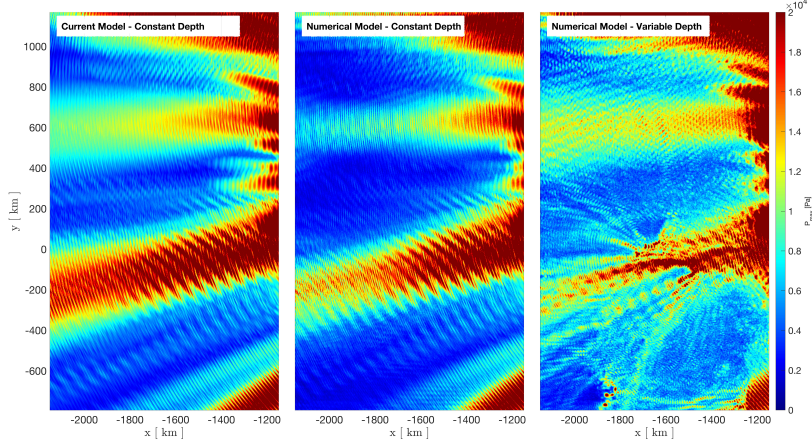 Current Model - Constant Depth
Numerical Model - Constant Depth
Numerical Model - Variable Depth
×10⁴
2
1.8
1.6
1.4
1.2
1
0.8
0.6
0.4
0.2
0
[Pa]
y [ km ]
1000
800
600
400
200
0
-200
-400
-600
-2000 -1800 -1600 -1400 -1200
-2000 -1800 -1600 -1400 -1200
-2000 -1800 -1600 -1400 -1200
x [ km ]
x [ km ]
x [ km ]